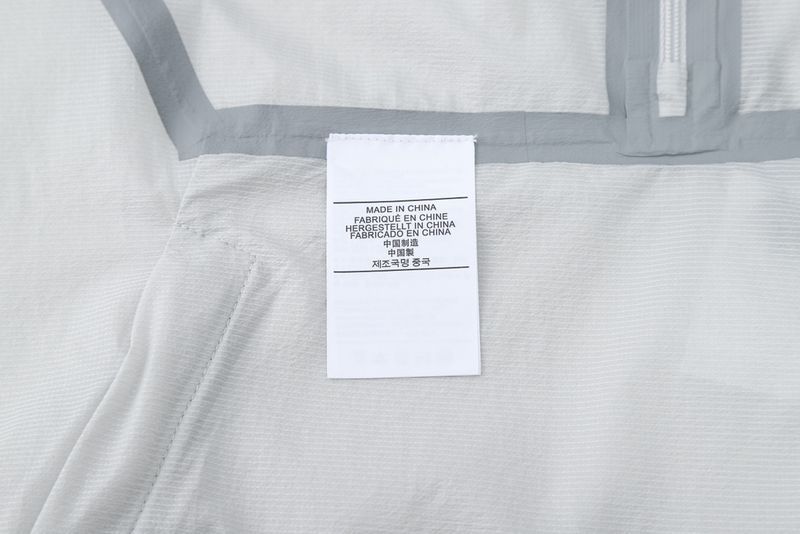 MADE IN CHINA
FABRIQUÉ EN CHINE
HERGESTELLT IN CHINA
FABRICADO EN CHINA
中国制造
中国製
제조국명 중국